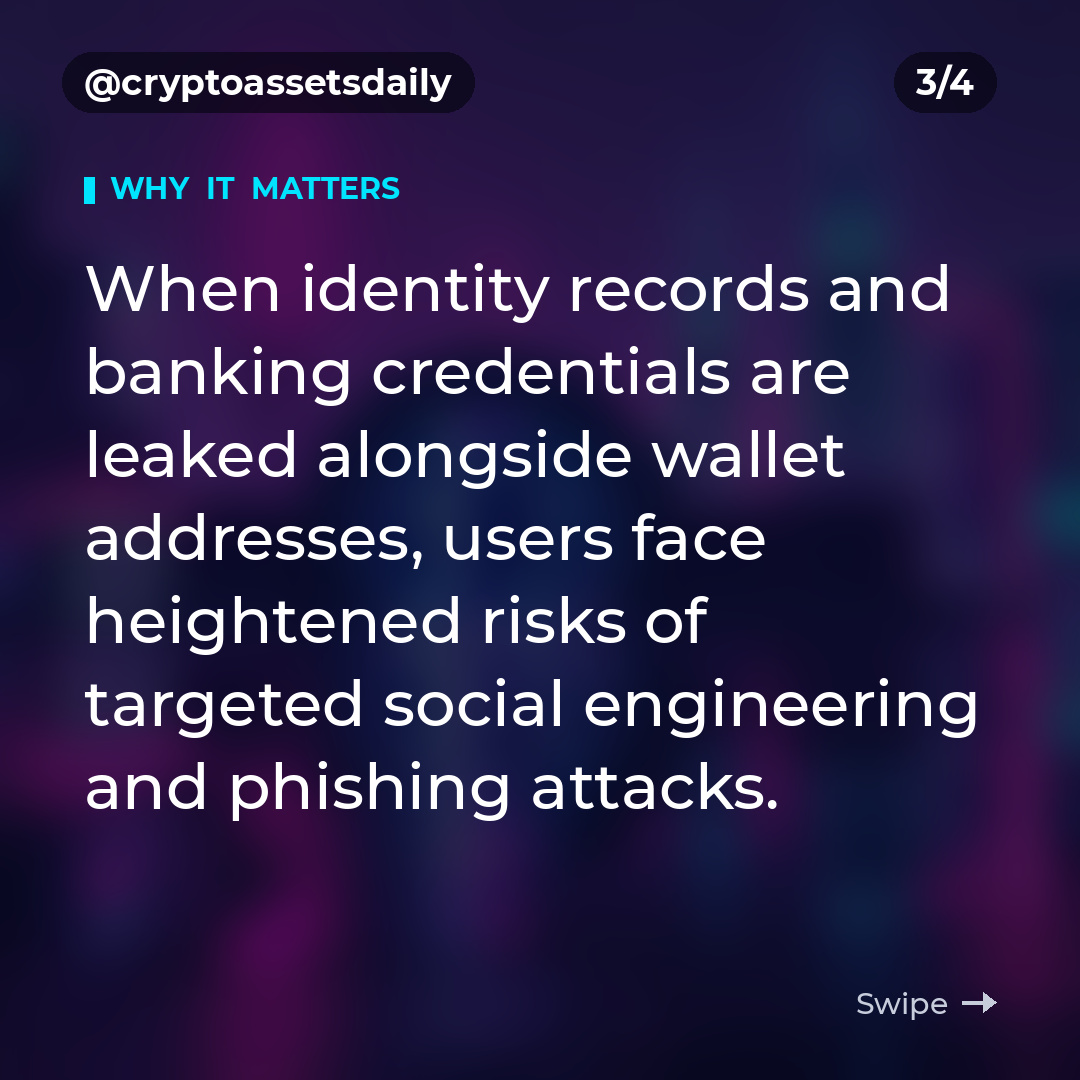 @cryptoassetsdaily
3/4
WHY IT MATTERS
When identity records and
banking credentials are
leaked alongside wallet
addresses, users face
heightened risks of
targeted social engineering
and phishing attacks.
Swipe